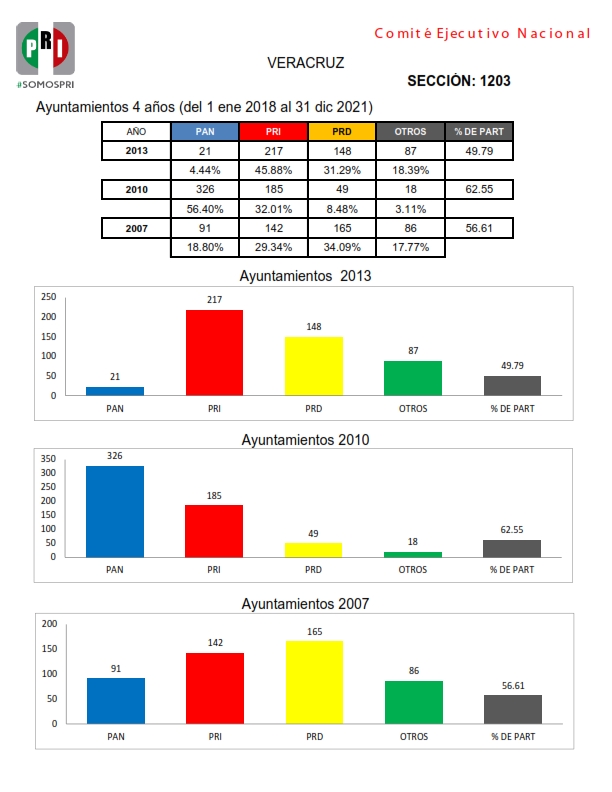 Comité Ejecutivo Nacional
PRI
#SOMOSPRI
VERACRUZ
SECCIÓN: 1203
Ayuntamientos 4 años (del 1 ene 2018 al 31 dic 2021)
AÑO PAN PRI PRD OTROS % DE PART
2013 21 217 148 87 49.79
4.44% 45.88% 31.29% 18.39%
2010 326 185 49 18 62.55
56.40% 32.01% 8.48% 3.11%
2007 91 142 165 86 56.61
18.80% 29.34% 34.09% 17.77%
Ayuntamientos 2013
250
200
150
100
50
0
21 217 148 87 49.79
PAN PRI PRD OTROS % DE PART
Ayuntamientos 2010
350
300
250
200
150
100
50
0
326 185 49 18 62.55
PAN PRI PRD OTROS % DE PART
Ayuntamientos 2007
200
150
100
50
0
91 142 165 86 56.61
PAN PRI PRD OTROS % DE PART